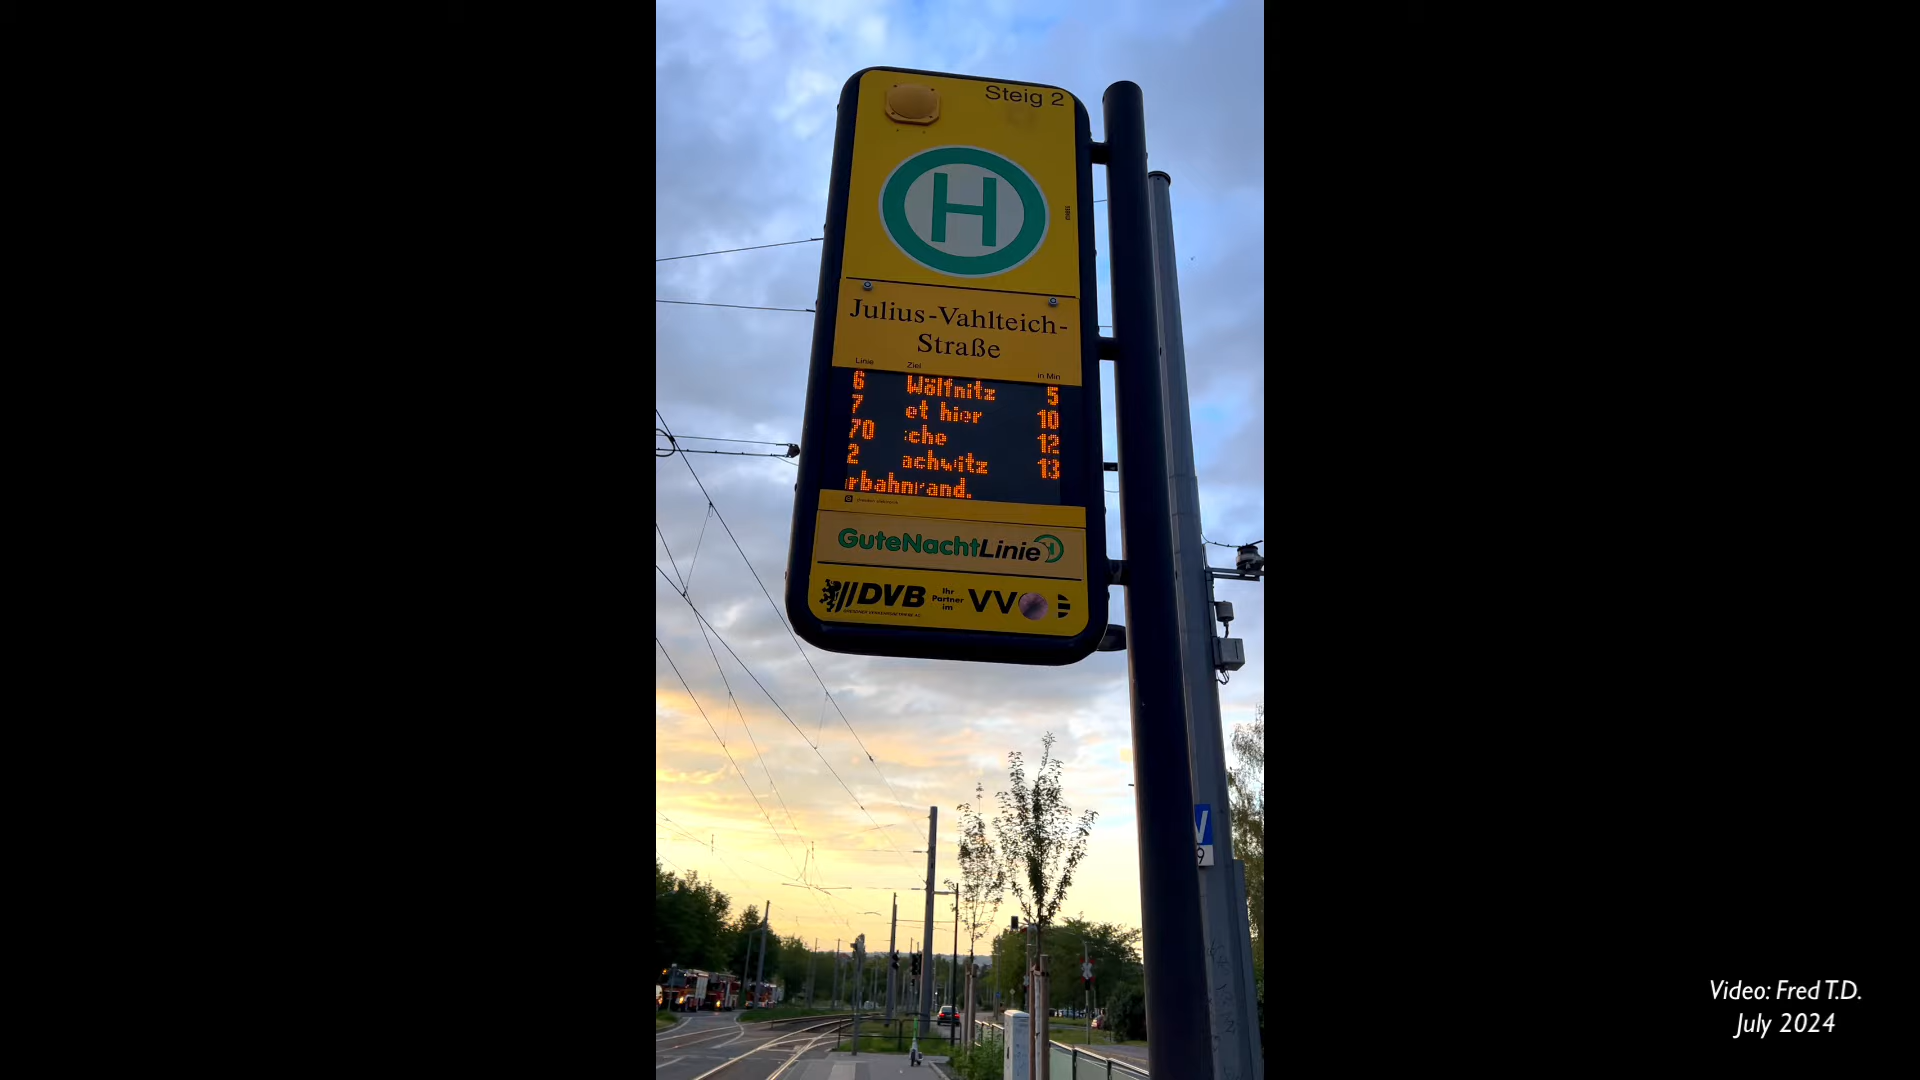 Steig 2
H
Julius-Vahlteich-
Straße
Linie Ziel in Min
6 Wölfnitz 5
7 et hier 10
70 che 12
2 achwitz 13
rbahnrand.
GuteNachtLinie
DVB
Ihr
Partner
im
VVO
Video: Fred T.D.
July 2024